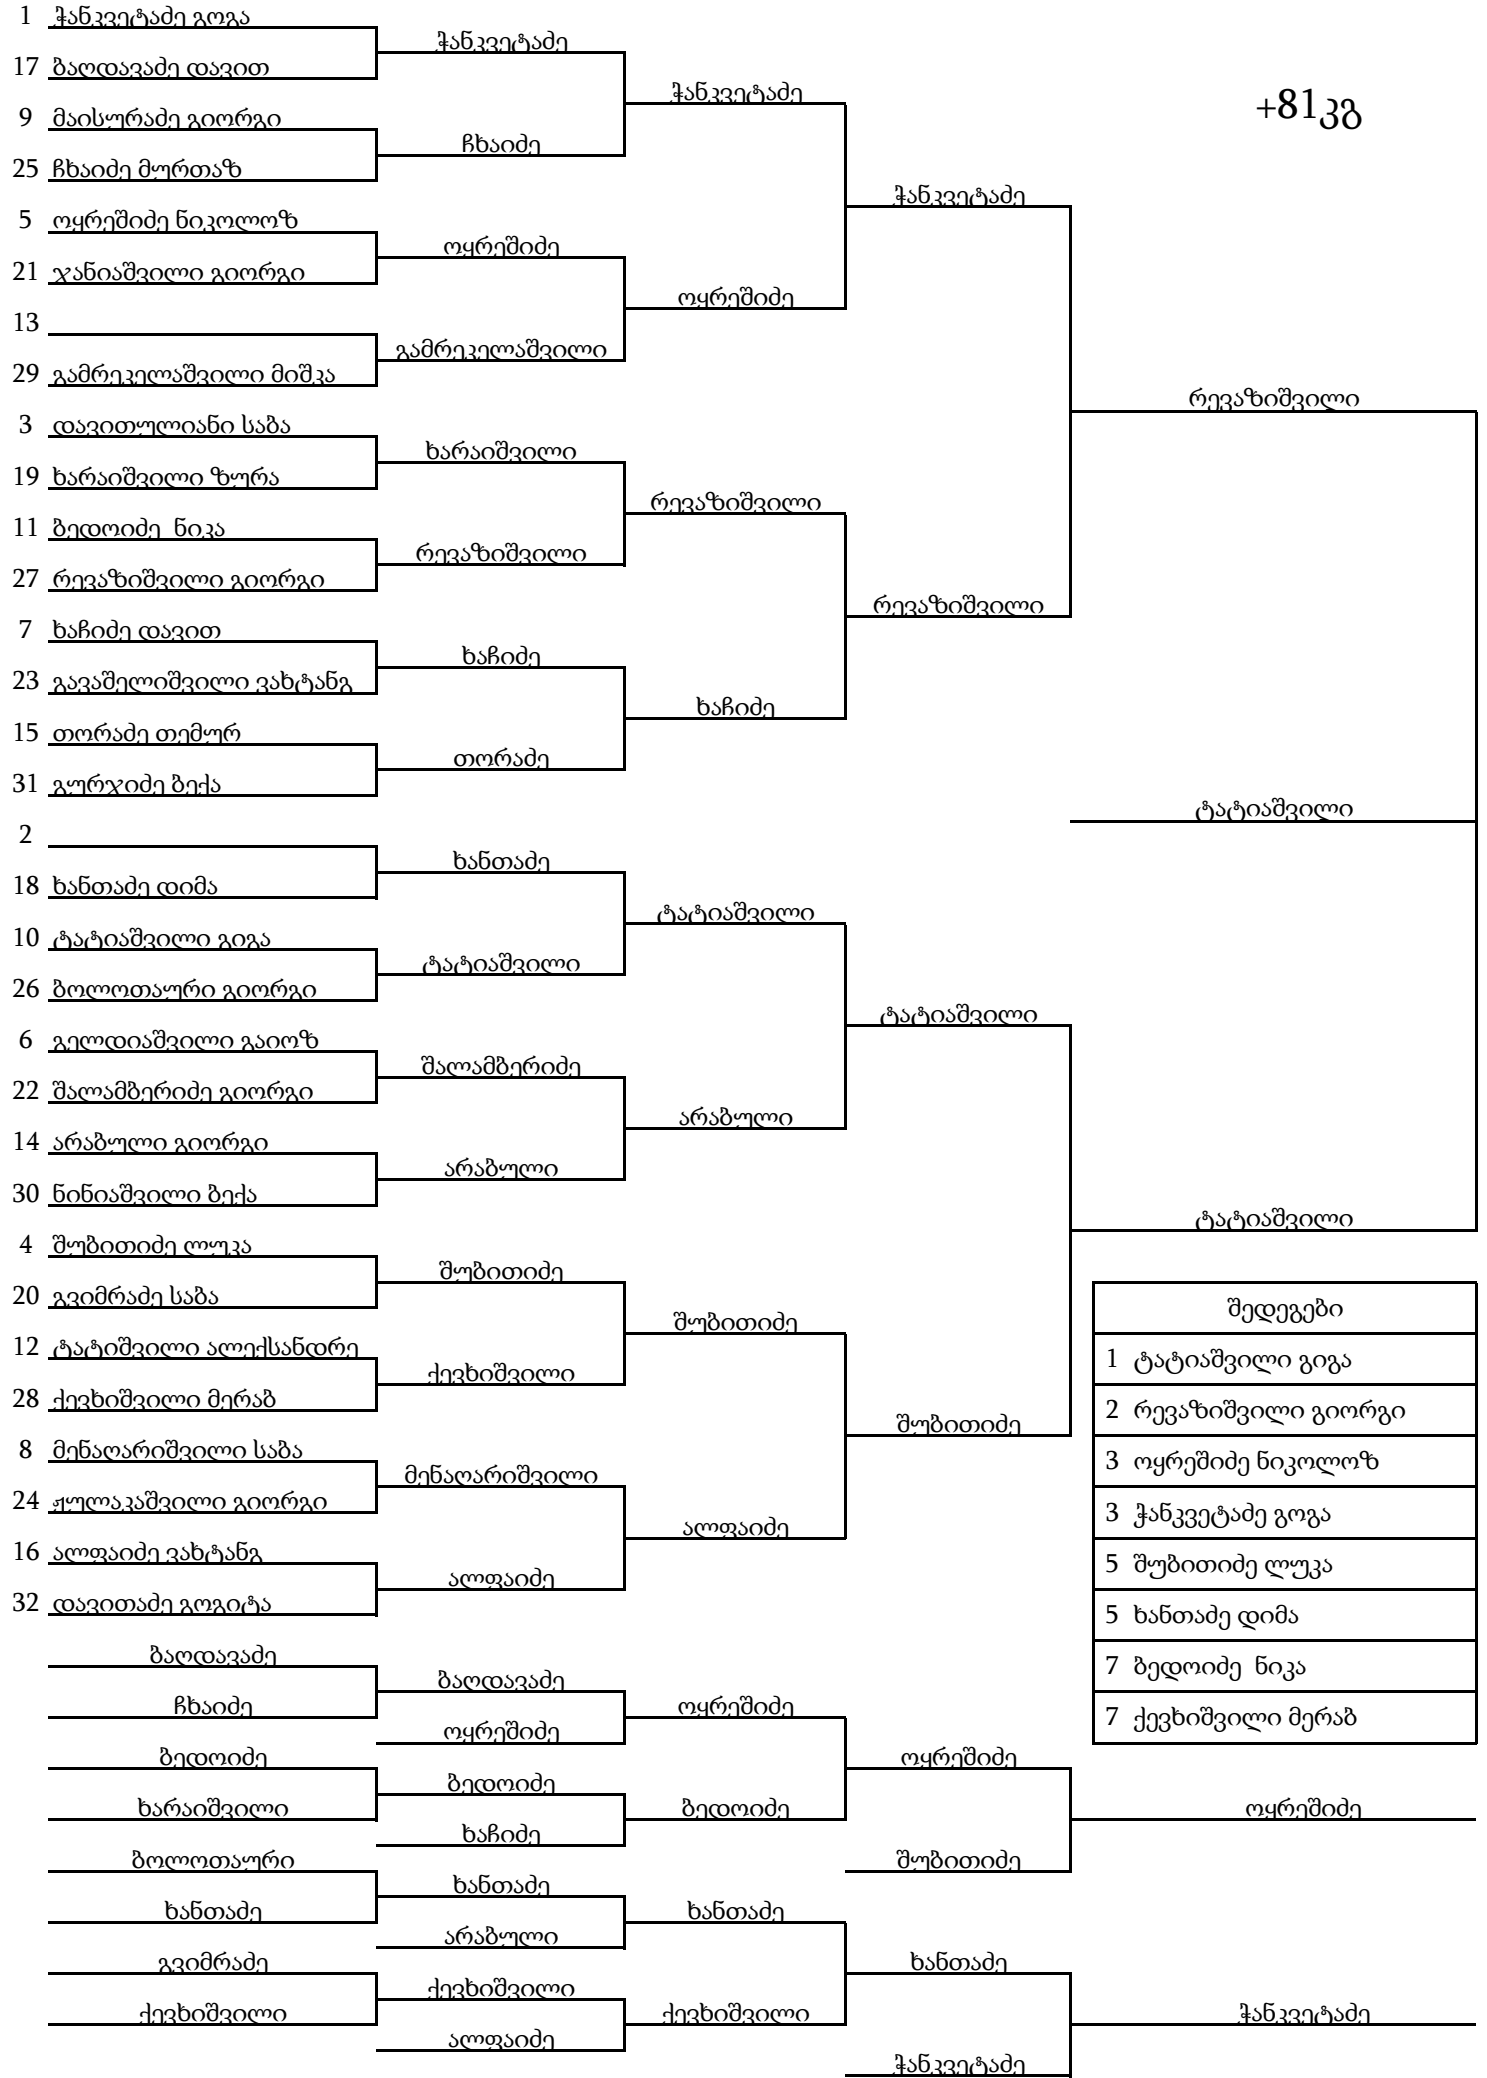 1 ჭანკვეტაძე გოგა
17 ბაღდავაძე დავით
9 მაისურაძე გიორგი
25 ჩხაიძე მურთაზ
5 ოყრეშიძე ნიკოლოზ
21 ჯანიაშვილი გიორგი
13
29 გამრეკელაშვილი მიშკა
3 დავითულიანი საბა
19 ხარაიშვილი ზურა
11 ბედოიძე ნიკა
27 რევაზიშვილი გიორგი
7 ხაჩიძე დავით
23 გავაშელიშვილი ვახტანგ
15 თორაძე თემურ
31 გურჯიძე ბექა
2
18 ხანთაძე დიმა
10 ტატიაშვილი გიგა
26 ბოლოთაური გიორგი
6 გელდიაშვილი გაიოზ
22 შალამბერიძე გიორგი
14 არაბული გიორგი
30 ნინიაშვილი ბექა
4 შუბითიძე ლუკა
20 გვიმრაძე საბა
12 ტატიშვილი ალექსანდრე
28 ქევხიშვილი მერაბ
8 მენაღარიშვილი საბა
24 ჟულაკაშვილი გიორგი
16 ალფაიძე ვახტანგ
32 დავითაძე გოგიტა
ჭანკვეტაძე
ჩხაიძე
ოყრეშიძე
გამრეკელაშვილი
ხარაიშვილი
რევაზიშვილი
ხაჩიძე
თორაძე
ხანთაძე
ტატიაშვილი
შალამბერიძე
არაბული
შუბითიძე
ქევხიშვილი
მენაღარიშვილი
ალფაიძე
ჭანკვეტაძე
ოყრეშიძე
რევაზიშვილი
ხაჩიძე
ტატიაშვილი
არაბული
შუბითიძე
ალფაიძე
ჭანკვეტაძე
რევაზიშვილი
ტატიაშვილი
შუბითიძე
+81კგ
რევაზიშვილი
ტატიაშვილი
ტატიაშვილი
შედეგები
1 ტატიაშვილი გიგა
2 რევაზიშვილი გიორგი
3 ოყრეშიძე ნიკოლოზ
3 ჭანკვეტაძე გოგა
5 შუბითიძე ლუკა
5 ხანთაძე დიმა
7 ბედოიძე ნიკა
7 ქევხიშვილი მერაბ
ბაღდავაძე
ჩხაიძე
ბედოიძე
ხარაიშვილი
ბოლოთაური
ხანთაძე
გვიმრაძე
ქევხიშვილი
ბაღდავაძე
ოყრეშიძე
ბედოიძე
ხაჩიძე
ხანთაძე
არაბული
ქევხიშვილი
ალფაიძე
ოყრეშიძე
ბედოიძე
ხანთაძე
ქევხიშვილი
ოყრეშიძე
შუბითიძე
ხანთაძე
ჭანკვეტაძე
ოყრეშიძე
ჭანკვეტაძე